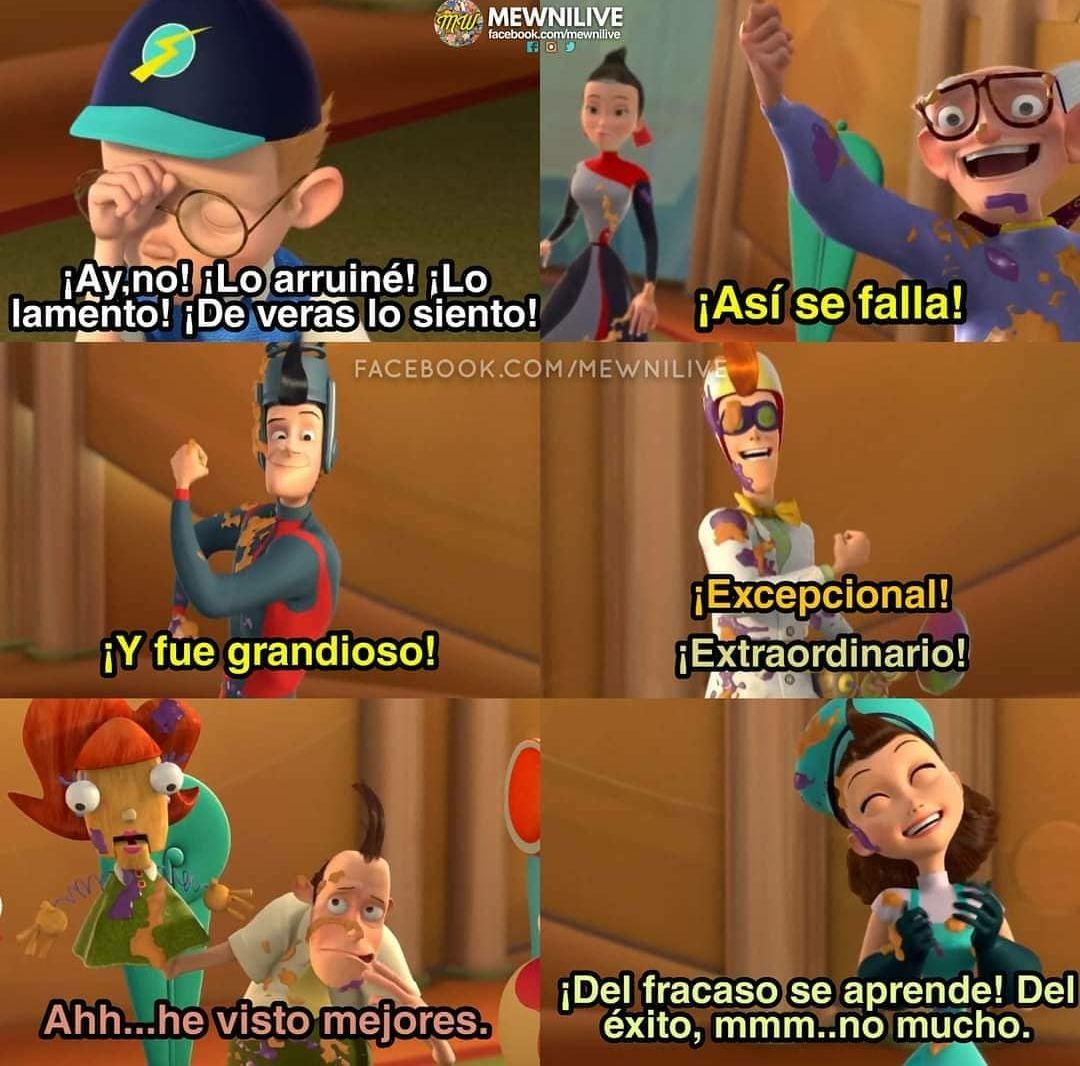 MW MEWNILIVE
facebook.com/mewnilive
¡Ay,no! ¡Lo arruiné! ¡Lo
lamento! ¡De veras lo siento!
¡Así se falla!
FACEBOOK.COM/MEWNILIVE
¡Y fue grandioso!
¡Excepcional!
¡Extraordinario!
Ahh...he visto mejores.
¡Del fracaso se aprende! Del
éxito, mmm..no mucho.